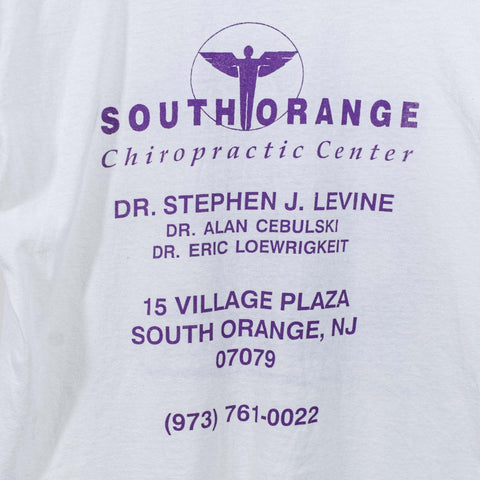 SOUTH ORANGE
Chiropractic Center
DR. STEPHEN J. LEVINE
DR. ALAN CEBULSKI
DR. ERIC LOEWRIGKEIT
15 VILLAGE PLAZA
SOUTH ORANGE, NJ
07079
(973) 761-0022